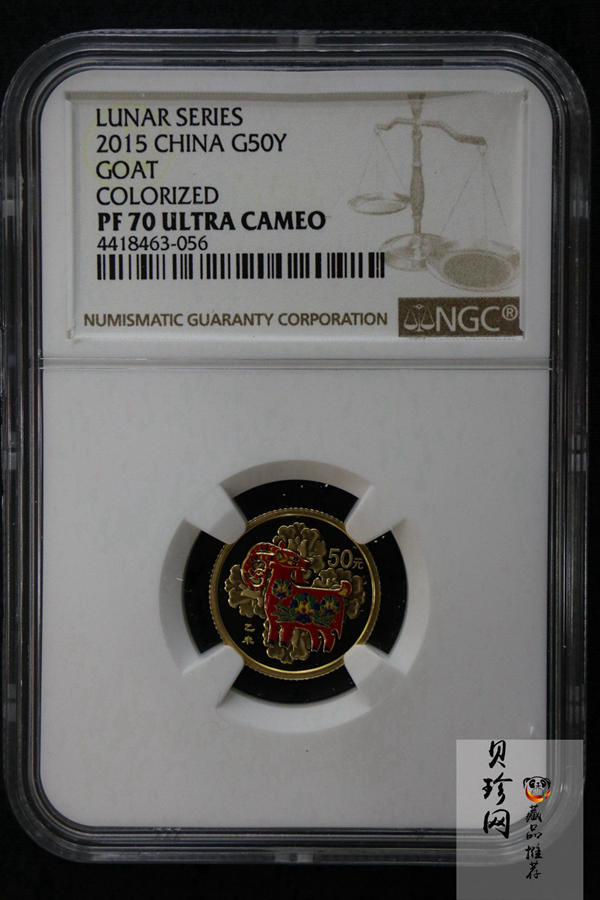 LUNAR SERIES
2015 CHINA G50Y
GOAT
COLORIZED
PF 70 ULTRA CAMEO
4418463-056
NUMISMATIC GUARANTY CORPORATION
NGC®
50元
乙未
贝珍网
藏品推荐